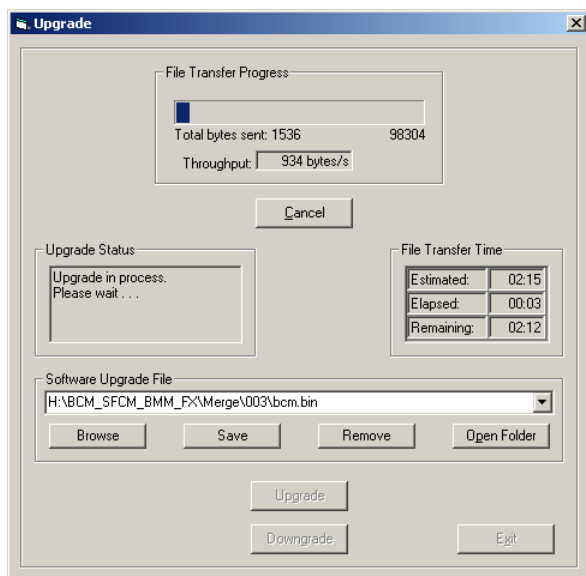 Upgrade
File Transfer Progress
Total bytes sent: 1536 98304
Throughput: 934 bytes/s
Cancel
Upgrade Status
Upgrade in process.
Please wait . . .
File Transfer Time
Estimated: 02:15
Elapsed: 00:03
Remaining: 02:12
Software Upgrade File
H:\BCM_SFCM_BMM_FX\Merge\003\bcm.bin
Browse Save Remove Open Folder
Upgrade
Downgrade Exit